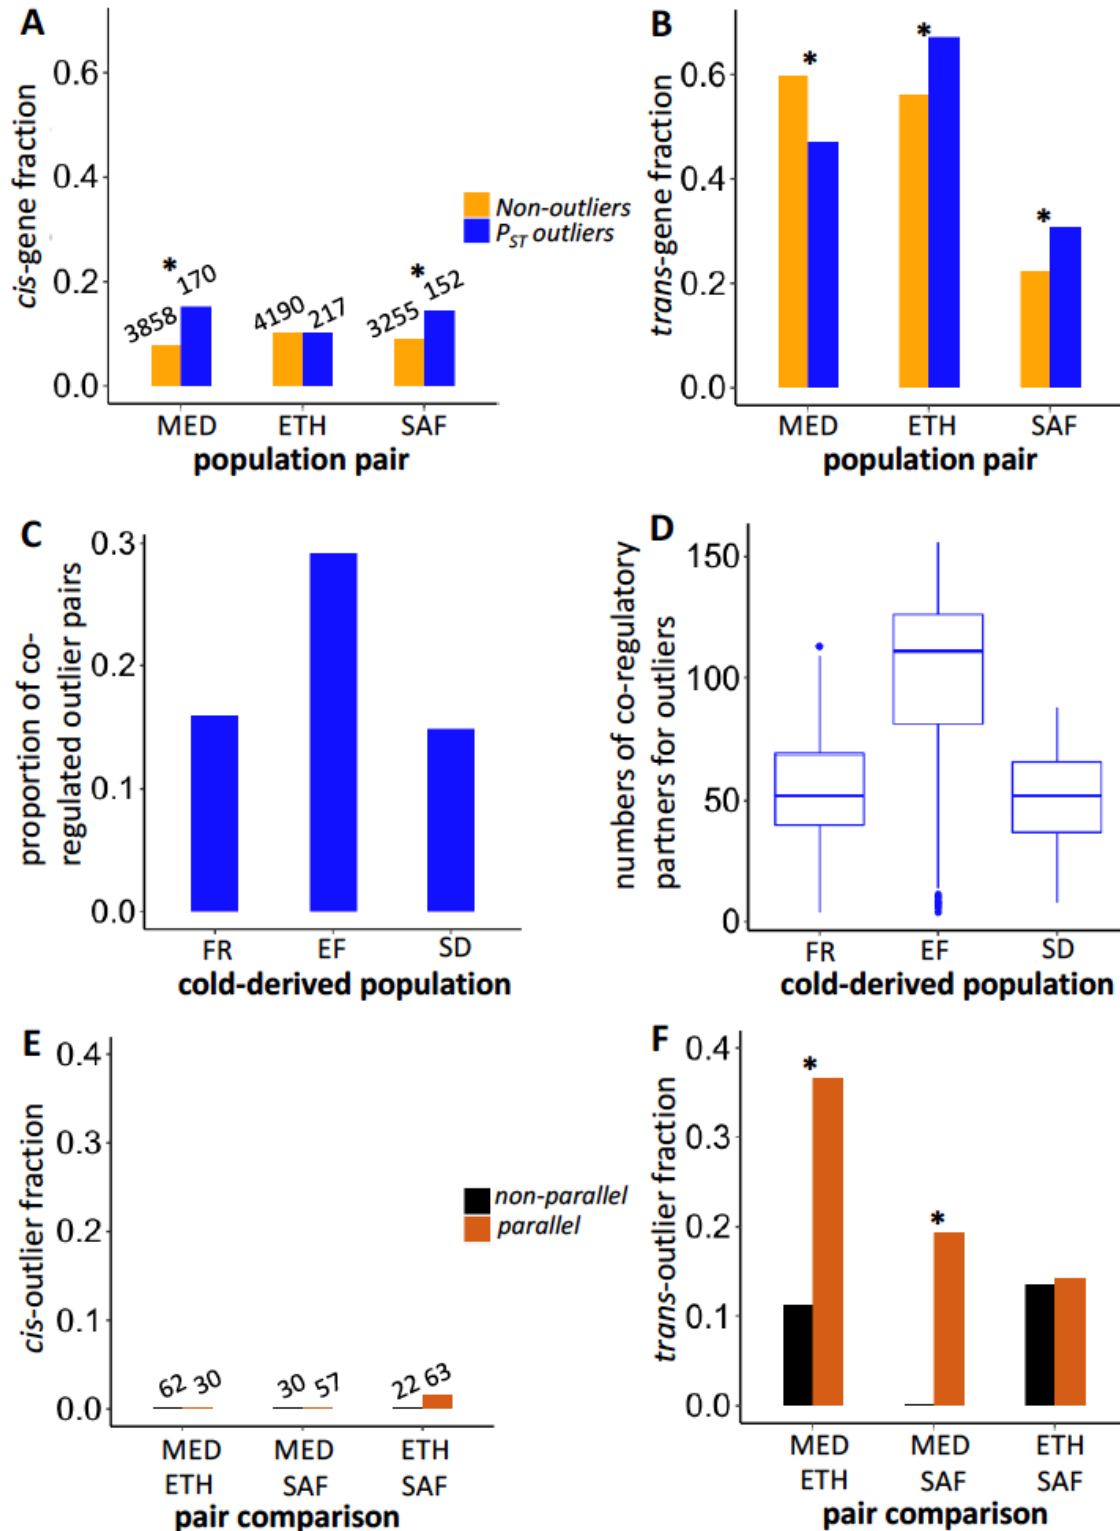 A
cis-gene fraction
0.6
0.4
0.2
0.0
*
3858
170
4190
217
*
3255
152
MED
ETH
SAF
population pair
Non-outliers
PST outliers
B
trans-gene fraction
0.6
0.4
0.2
0.0
*
*
*
MED
ETH
SAF
population pair
C
proportion of co-
regulated outlier pairs
0.3
0.2
0.1
0.0
FR
EF
SD
cold-derived population
D
numbers of co-regulatory
partners for outliers
150
100
50
0
FR
EF
SD
cold-derived population
E
cis-outlier fraction
0.4
0.3
0.2
0.1
0.0
62
30
30
57
22
63
MED
ETH
MED
SAF
ETH
SAF
pair comparison
non-parallel
parallel
F
trans-outlier fraction
0.4
0.3
0.2
0.1
0.0
*
*
MED
ETH
MED
SAF
ETH
SAF
pair comparison